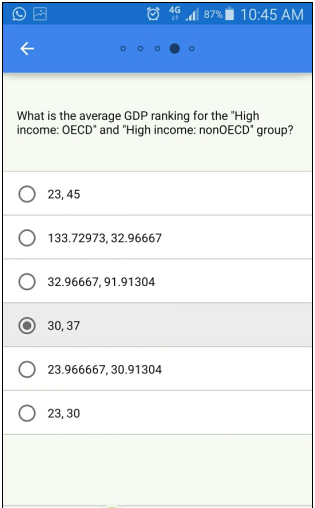 4G 87% 10:45 AM
What is the average GDP ranking for the "High
income: OECD" and "High income: nonOECD" group?
23, 45
133.72973, 32.96667
32.96667, 91.91304
30, 37
23.966667, 30.91304
23, 30